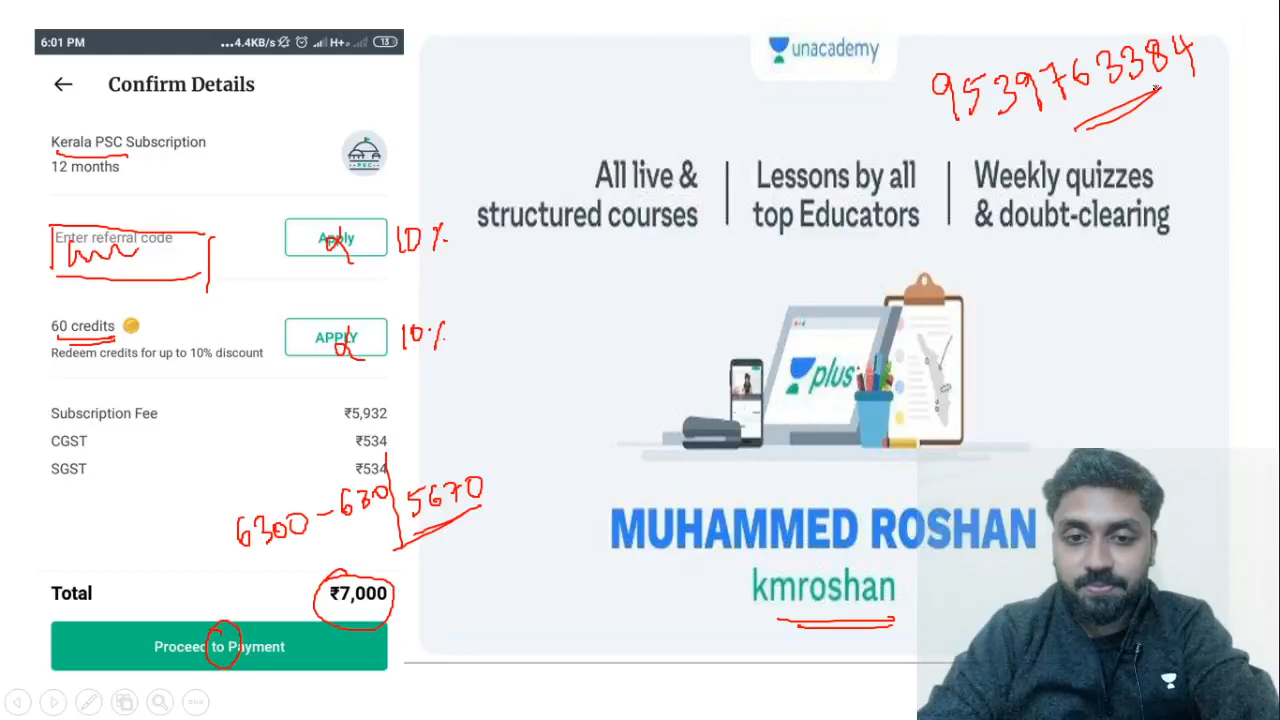 6:01 PM
...4.4KB/s H+ 13
Confirm Details
Kerala PSC Subscription
12 months
PSC
Enter referral code
Apply
10%
60 credits
APPLY
10%
Redeem credits for up to 10% discount
Subscription Fee ₹5,932
CGST ₹534
SGST ₹534
6300 - 630 5670
Total ₹7,000
Proceed to Payment
unacademy
9539763384
All live & structured courses
Lessons by all top Educators
Weekly quizzes & doubt-clearing
plus
MUHAMMED ROSHAN
kmroshan